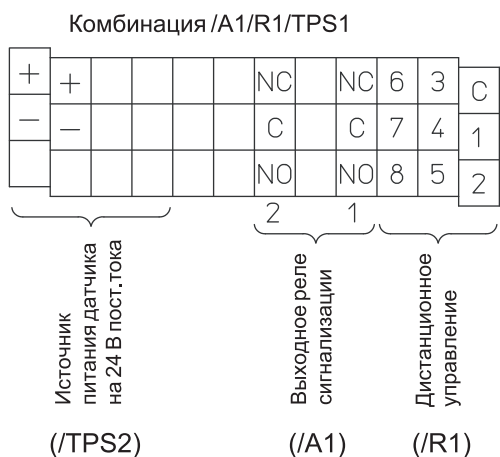 Комбинация /A1/R1/TPS1
+ + NC NC 6 3 C
− − C C 7 4 1
NO NO 8 5 2
2 1
Источник
питания датчика
на 24 В пост.тока
Выходное реле
сигнализации
Дистанционное
управление
(/TPS2) (/A1) (/R1)